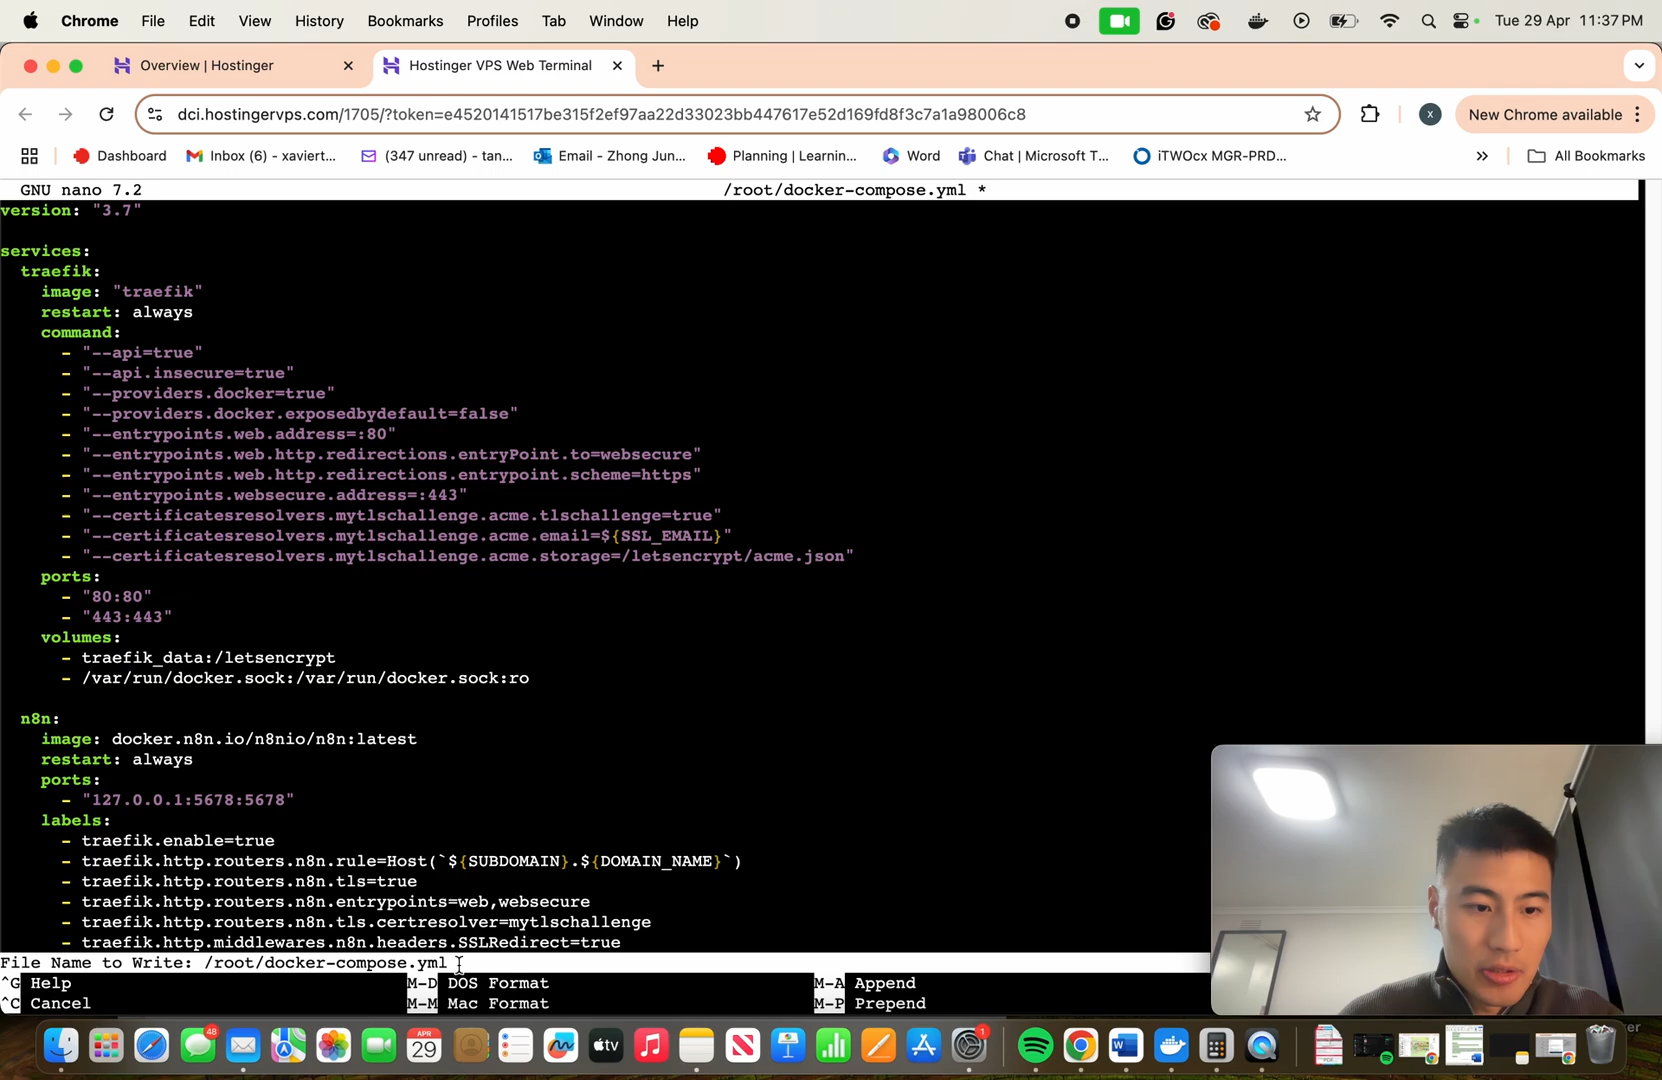 Chrome File Edit View History Bookmarks Profiles Tab Window Help Tue 29 Apr 11:37 PM
Overview | Hostinger Hostinger VPS Web Terminal
dci.hostingervps.com/1705/?token=e4520141517be315f2ef97aa22d33023bb447617e52d169fd8f3c7a1a98006c8 x New Chrome available
Dashboard Inbox (6) - xaviert... (347 unread) - tan... Email - Zhong Jun... Planning | Learnin... Word Chat | Microsoft T... iTWOcx MGR-PRD... » All Bookmarks
GNU nano 7.2 /root/docker-compose.yml *
version: "3.7"
services:
traefik:
image: "traefik"
restart: always
command:
- "--api=true"
- "--api.insecure=true"
- "--providers.docker=true"
- "--providers.docker.exposedbydefault=false"
- "--entrypoints.web.address=:80"
- "--entrypoints.web.http.redirections.entryPoint.to=websecure"
- "--entrypoints.web.http.redirections.entrypoint.scheme=https"
- "--entrypoints.websecure.address=:443"
- "--certificatesresolvers.mytlschallenge.acme.tlschallenge=true"
- "--certificatesresolvers.mytlschallenge.acme.email=${SSL_EMAIL}"
- "--certificatesresolvers.mytlschallenge.acme.storage=/letsencrypt/acme.json"
ports:
- "80:80"
- "443:443"
volumes:
- traefik_data:/letsencrypt
- /var/run/docker.sock:/var/run/docker.sock:ro
n8n:
image: docker.n8n.io/n8nio/n8n:latest
restart: always
ports:
- "127.0.0.1:5678:5678"
labels:
- traefik.enable=true
- traefik.http.routers.n8n.rule=Host(`${SUBDOMAIN}.${DOMAIN_NAME}`)
- traefik.http.routers.n8n.tls=true
- traefik.http.routers.n8n.entrypoints=web,websecure
- traefik.http.routers.n8n.tls.certresolver=mytlschallenge
- traefik.http.middlewares.n8n.headers.SSLRedirect=true
File Name to Write: /root/docker-compose.yml
^G Help M-D DOS Format M-A Append
^C Cancel M-M Mac Format M-P Prepend
48 APR 29 tv 1